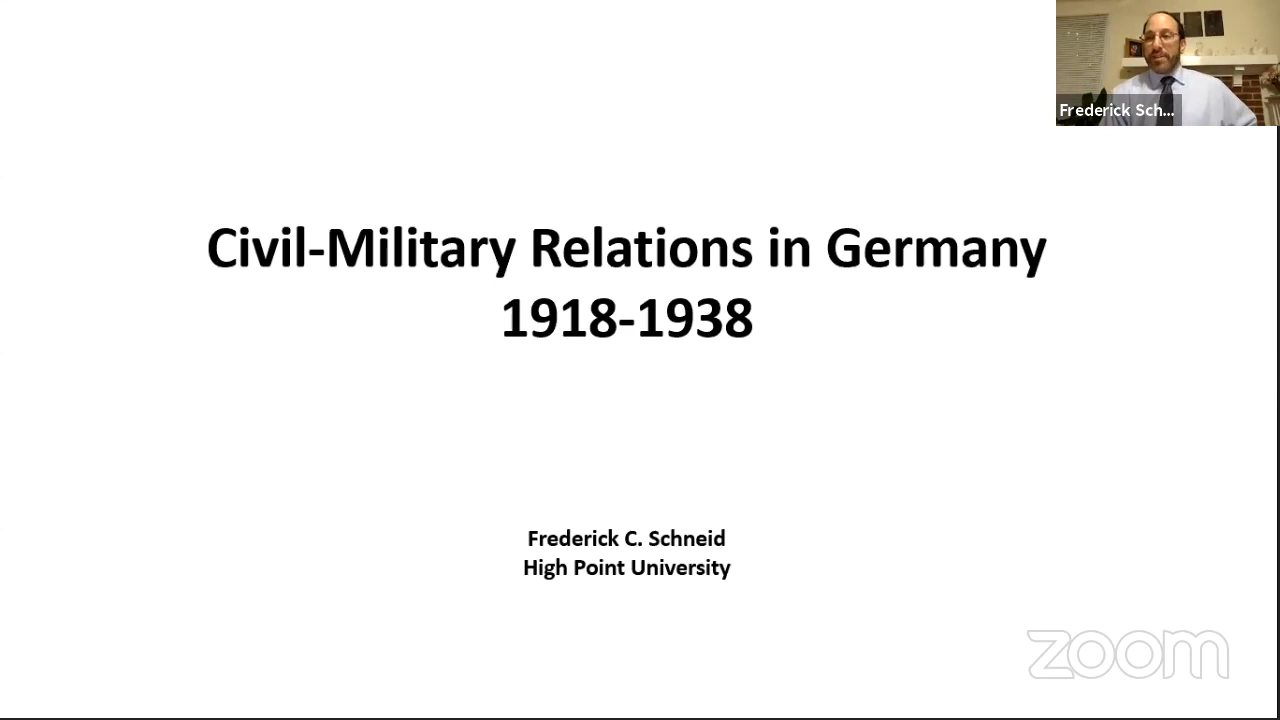 Frederick Sch...
Civil-Military Relations in Germany
1918-1938
Frederick C. Schneid
High Point University
zoom